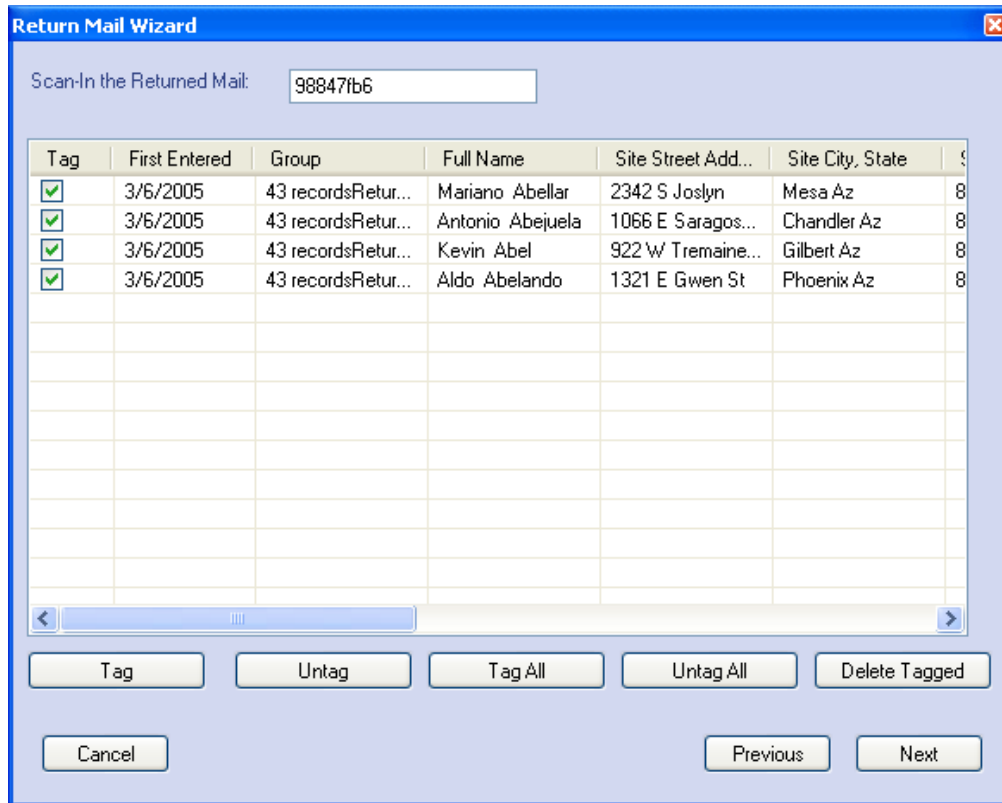 Return Mail Wizard
Scan-In the Returned Mail: 98847fb6
Tag First Entered Group Full Name Site Street Add... Site City, State
3/6/2005 43 recordsRetur... Mariano Abellar 2342 S Joslyn Mesa Az 8
3/6/2005 43 recordsRetur... Antonio Abejuela 1066 E Saragos... Chandler Az 8
3/6/2005 43 recordsRetur... Kevin Abel 922 W Tremaine... Gilbert Az 8
3/6/2005 43 recordsRetur... Aldo Abelando 1321 E Gwen St Phoenix Az 8
Tag Untag Tag All Untag All Delete Tagged
Cancel Previous Next